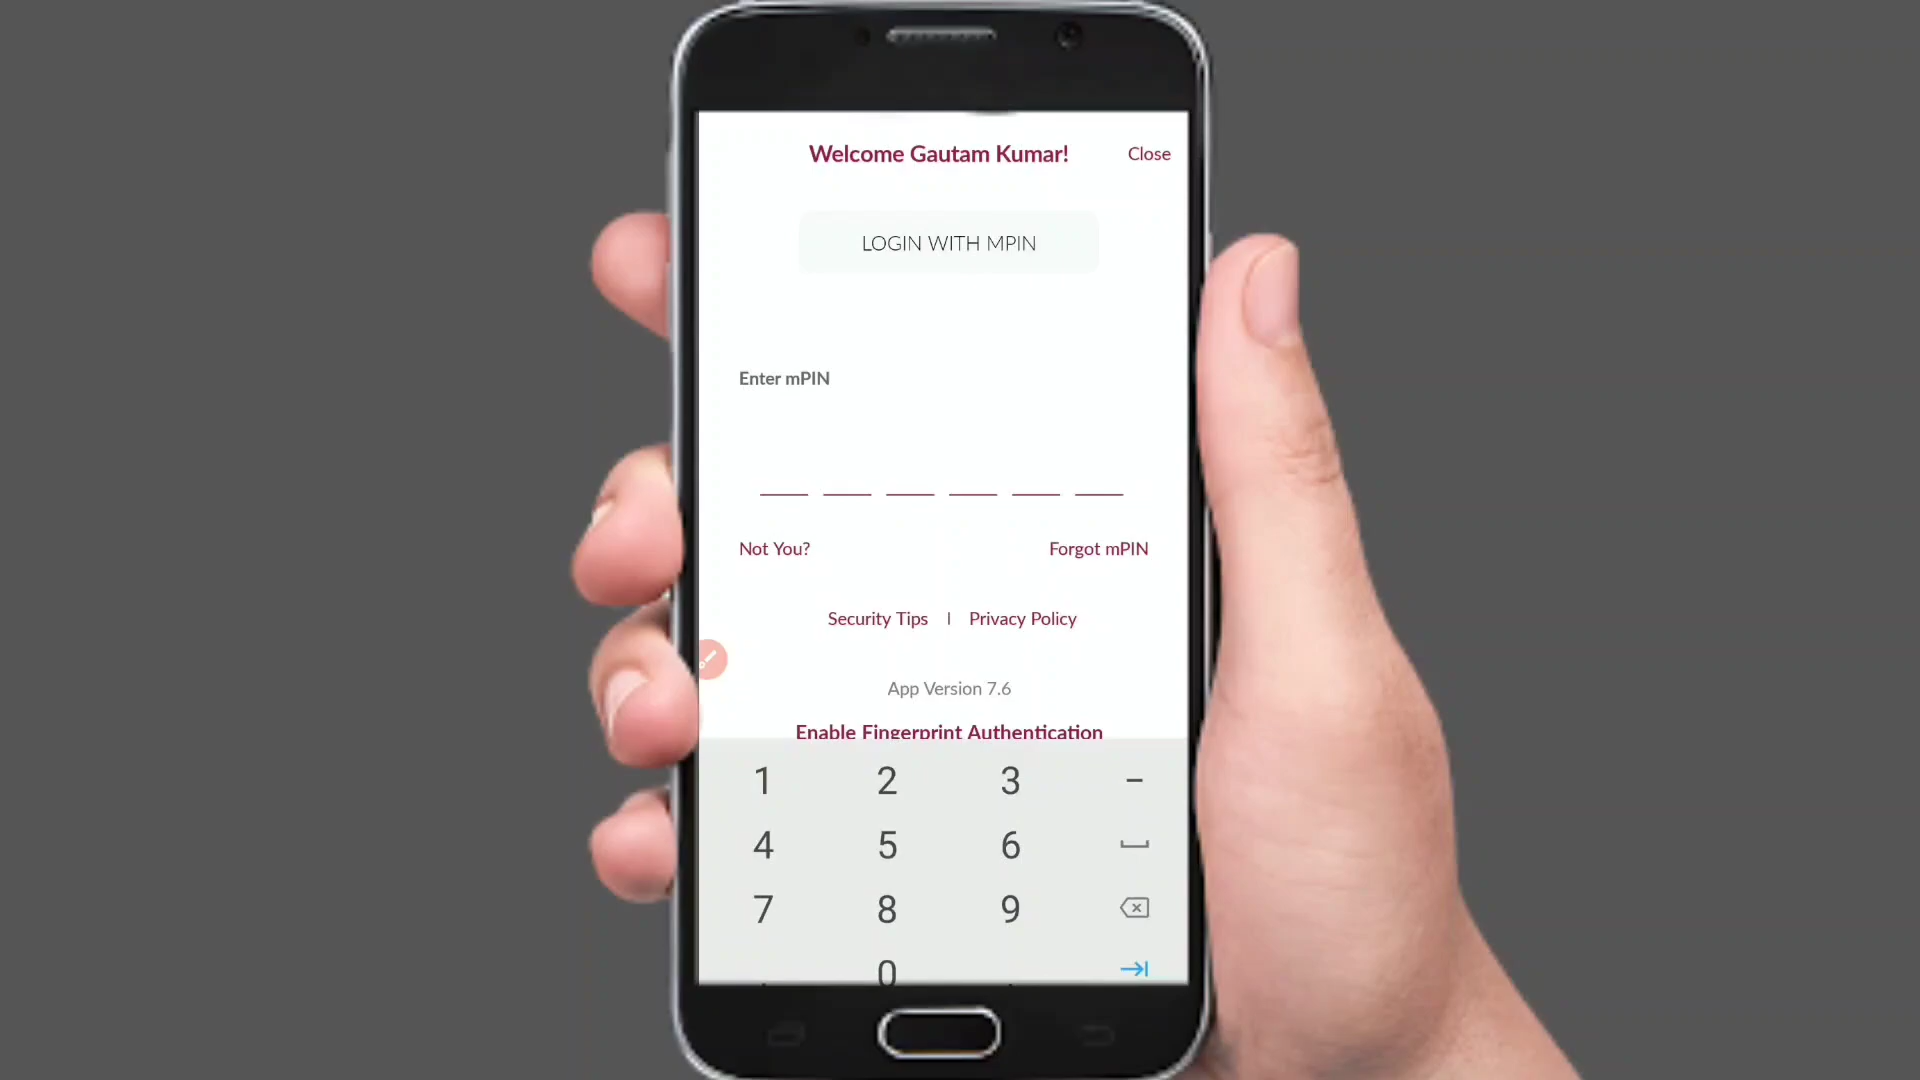 Welcome Gautam Kumar!
Close
LOGIN WITH MPIN
Enter mPIN
Not You?
Forgot mPIN
Security Tips | Privacy Policy
App Version 7.6
Enable Fingerprint Authentication
1 2 3 -
4 5 6
7 8 9
0